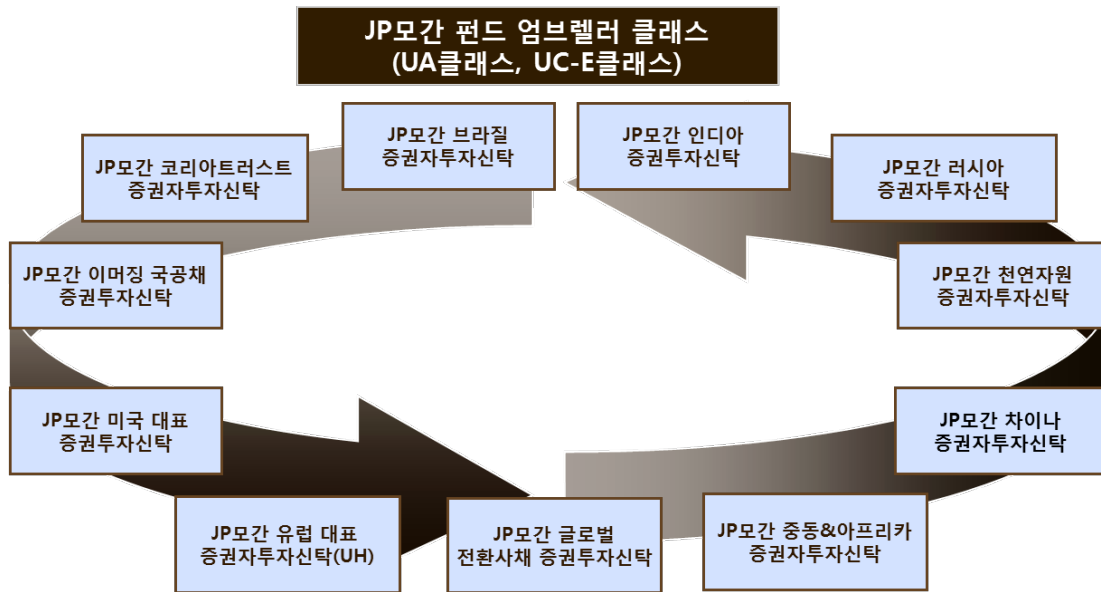 JP모간 펀드 엄브렐러 클래스
(UA클래스, UC-E클래스)
JP모간 브라질
증권자투자신탁
JP모간 인디아
증권자투자신탁
JP모간 코리아트러스트
증권자투자신탁
JP모간 러시아
증권자투자신탁
JP모간 이머징 국공채
증권투자신탁
JP모간 천연자원
증권자투자신탁
JP모간 미국 대표
증권투자신탁
JP모간 차이나
증권자투자신탁
JP모간 유럽 대표
증권자투자신탁(UH)
JP모간 글로벌
전환사채 증권투자신탁
JP모간 중동&아프리카
증권자투자신탁